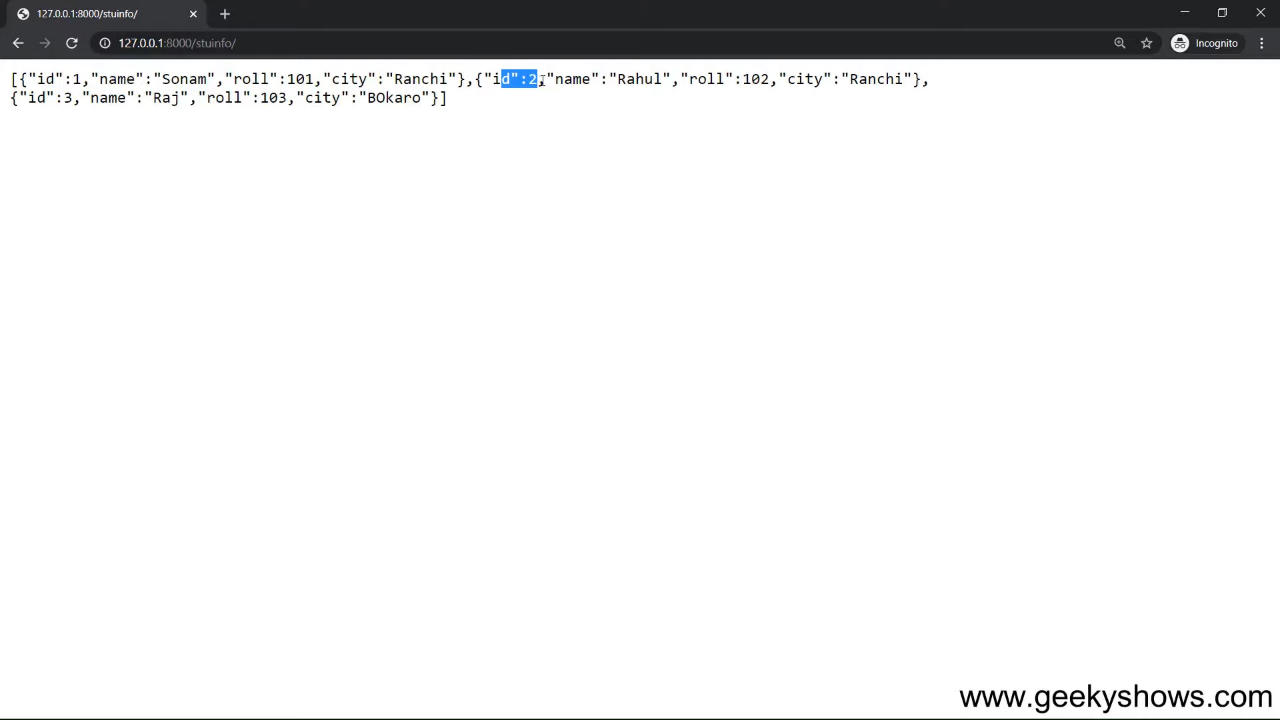 127.0.0.1:8000/stuinfo/
127.0.0.1:8000/stuinfo/
Incognito
[{"id":1,"name":"Sonam","roll":101,"city":"Ranchi"},{"id":2,"name":"Rahul","roll":102,"city":"Ranchi"},
{"id":3,"name":"Raj","roll":103,"city":"BOkaro"}]
www.geekyshows.com